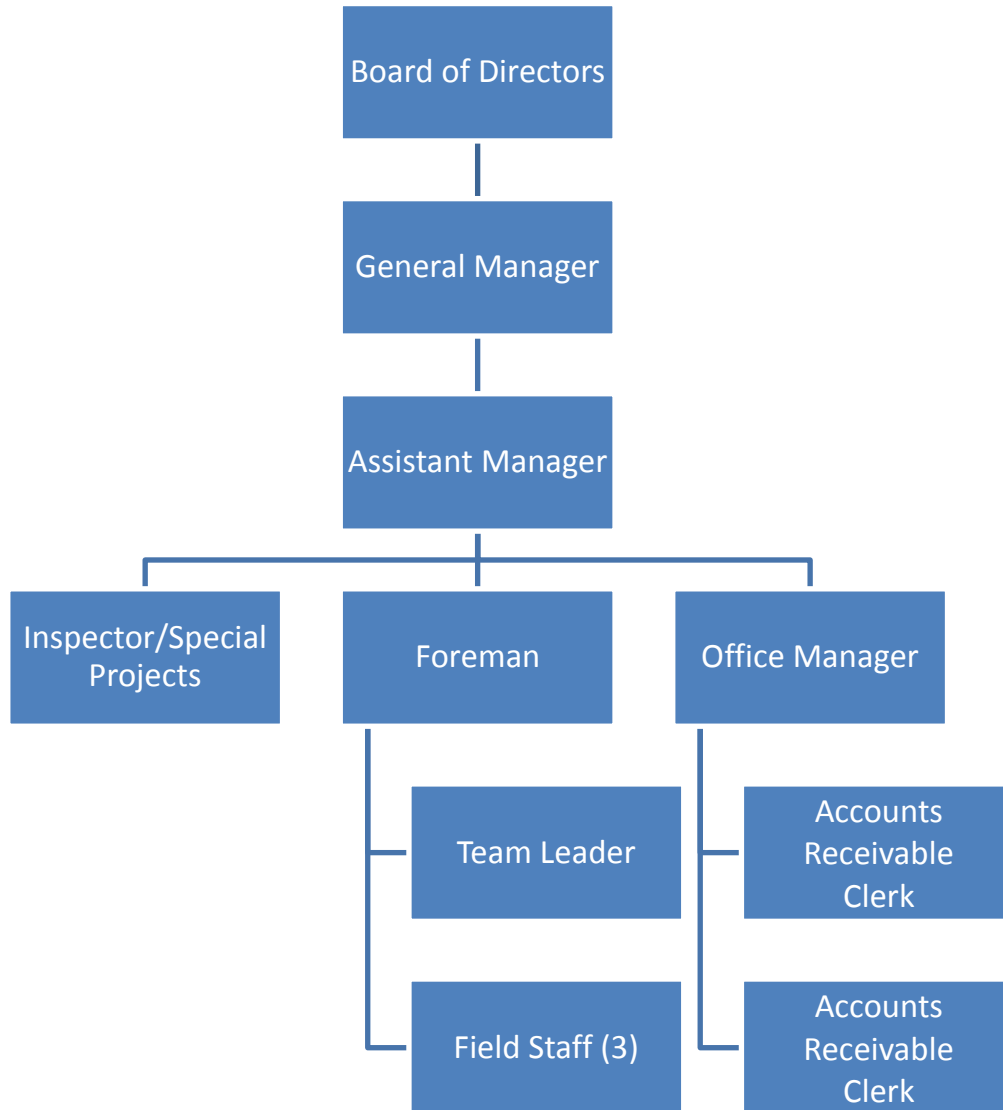 Board of Directors
General Manager
Assistant Manager
Inspector/Special
Projects
Foreman
Office Manager
Team Leader
Accounts
Receivable
Clerk
Field Staff (3)
Accounts
Receivable
Clerk